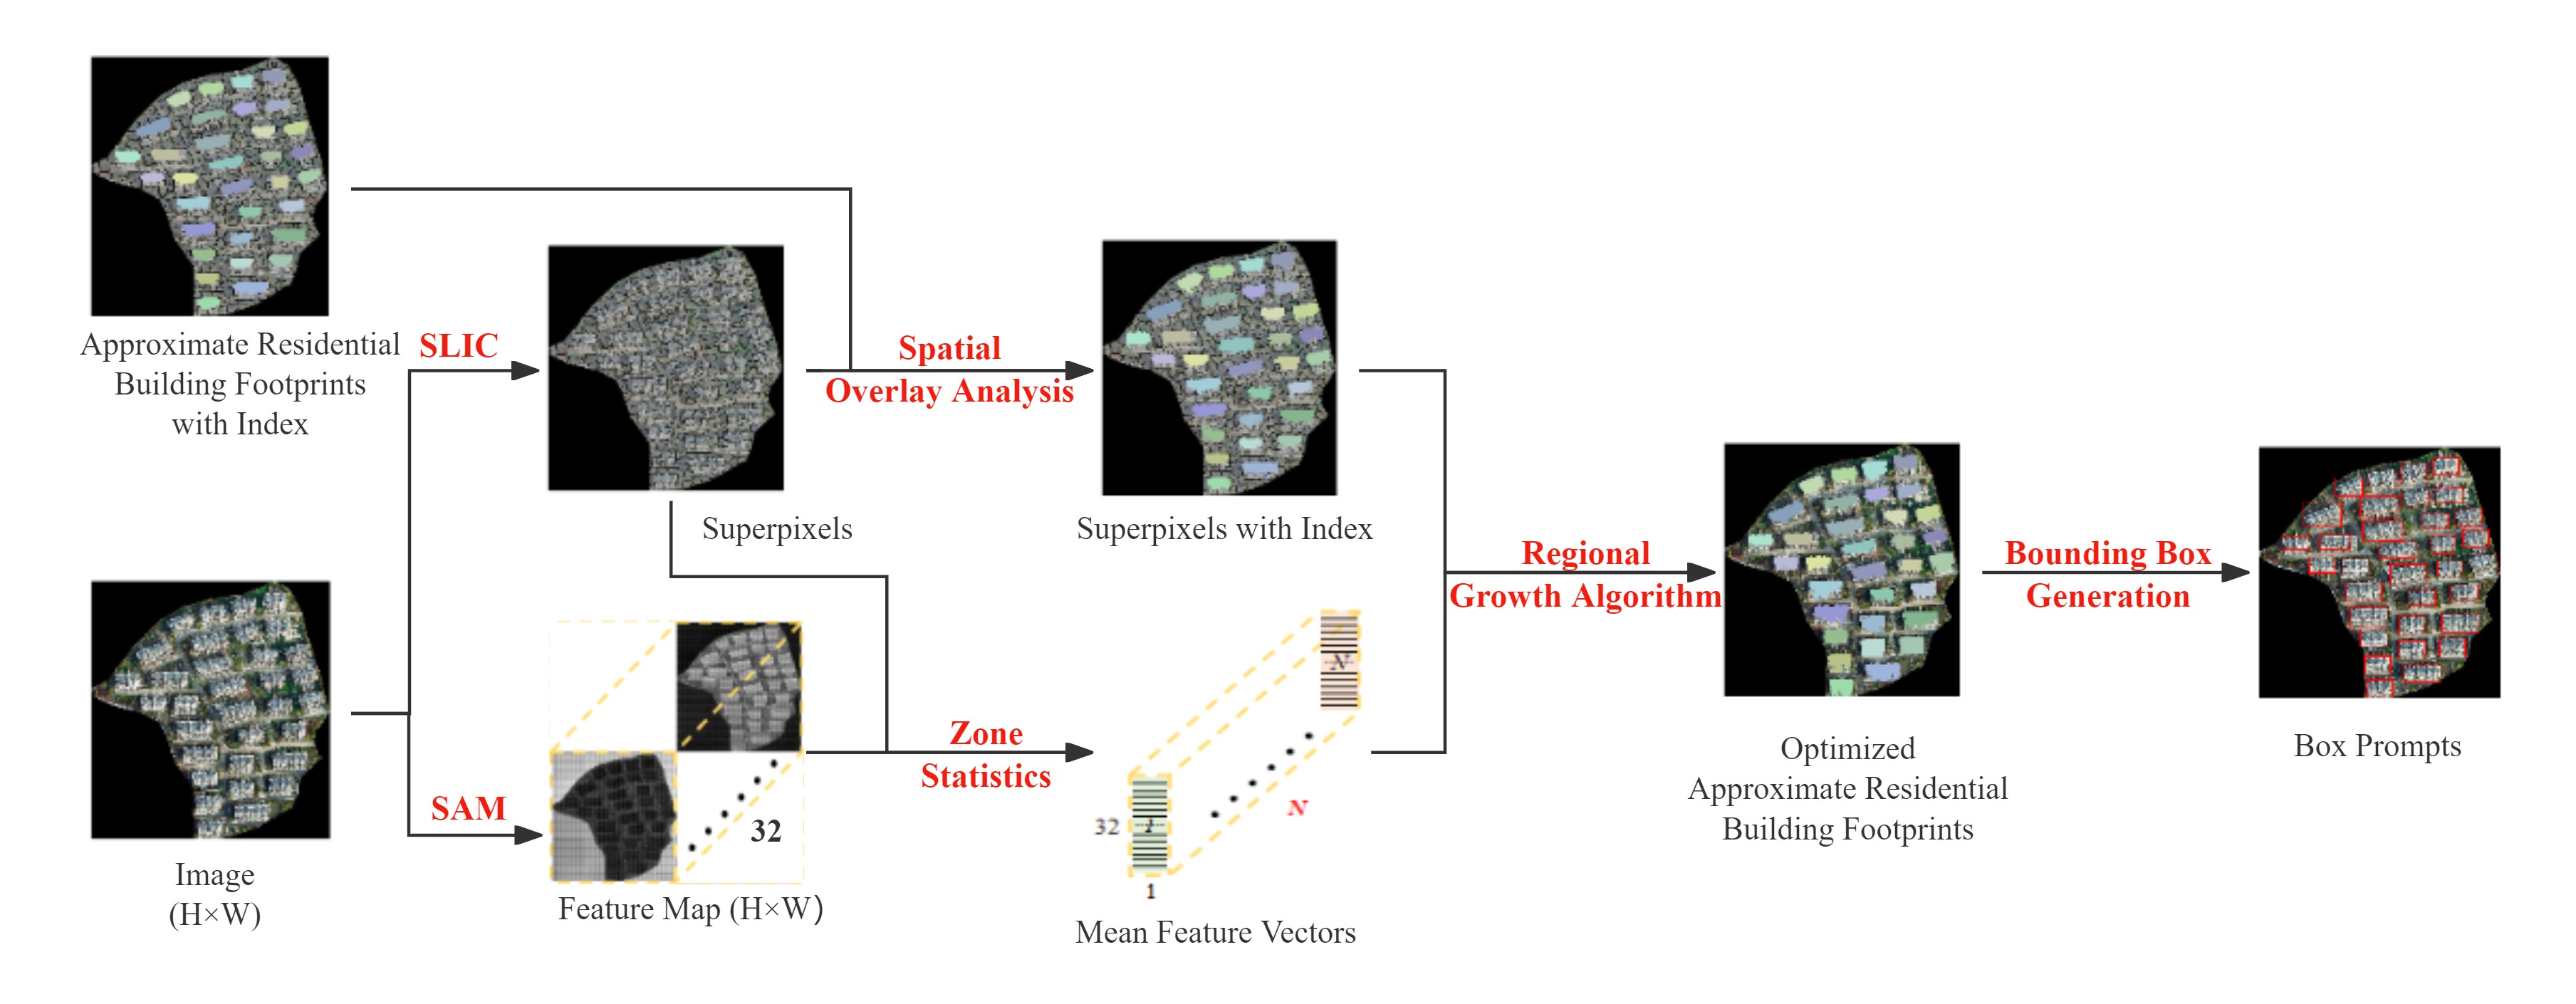 Approximate Residential
Building Footprints
with Index
SLIC
Spatial
Overlay Analysis
Superpixels
Superpixels with Index
Image
(H×W)
SAM
32
Feature Map (H×W)
Zone
Statistics
N
N
32
1
1
Mean Feature Vectors
Regional
Growth Algorithm
Optimized
Approximate Residential
Building Footprints
Bounding Box
Generation
Box Prompts